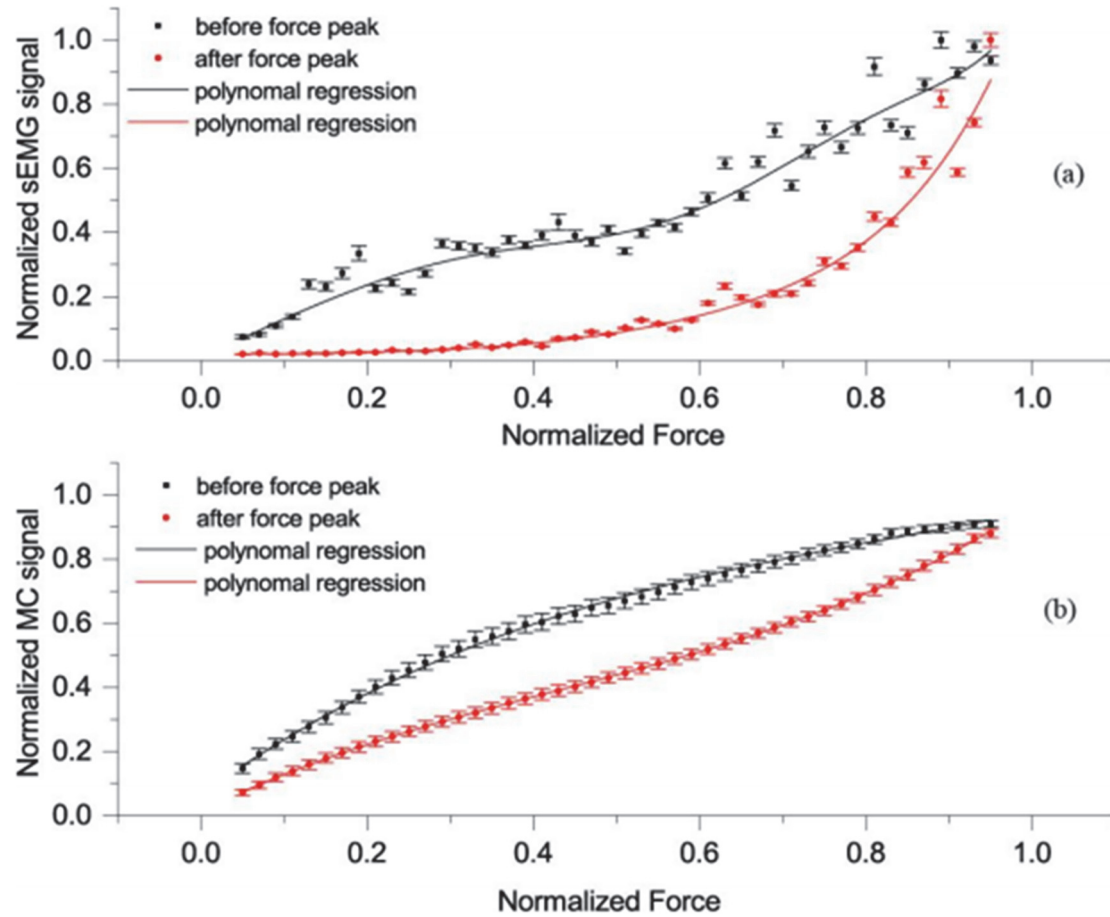 before force peak
after force peak
polynomal regression
polynomal regression
Normalized sEMG signal
1.0
0.8
0.6
0.4
0.2
0.0
(a)
0.0 0.2 0.4 0.6 0.8 1.0
Normalized Force
before force peak
after force peak
polynomal regression
polynomal regression
Normalized MC signal
1.0
0.8
0.6
0.4
0.2
0.0
(b)
0.0 0.2 0.4 0.6 0.8 1.0
Normalized Force